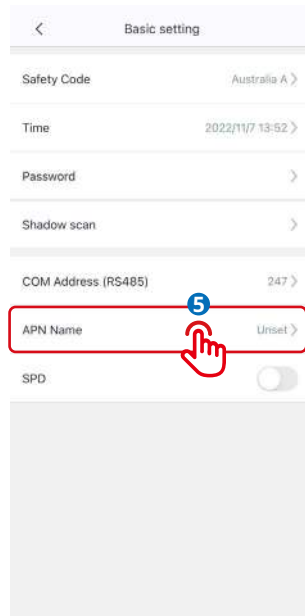 Basic setting
Safety Code Australia A
Time 2022/11/7 13:52
Password
Shadow scan
COM Address (RS485) 247
5
APN Name Unset
SPD